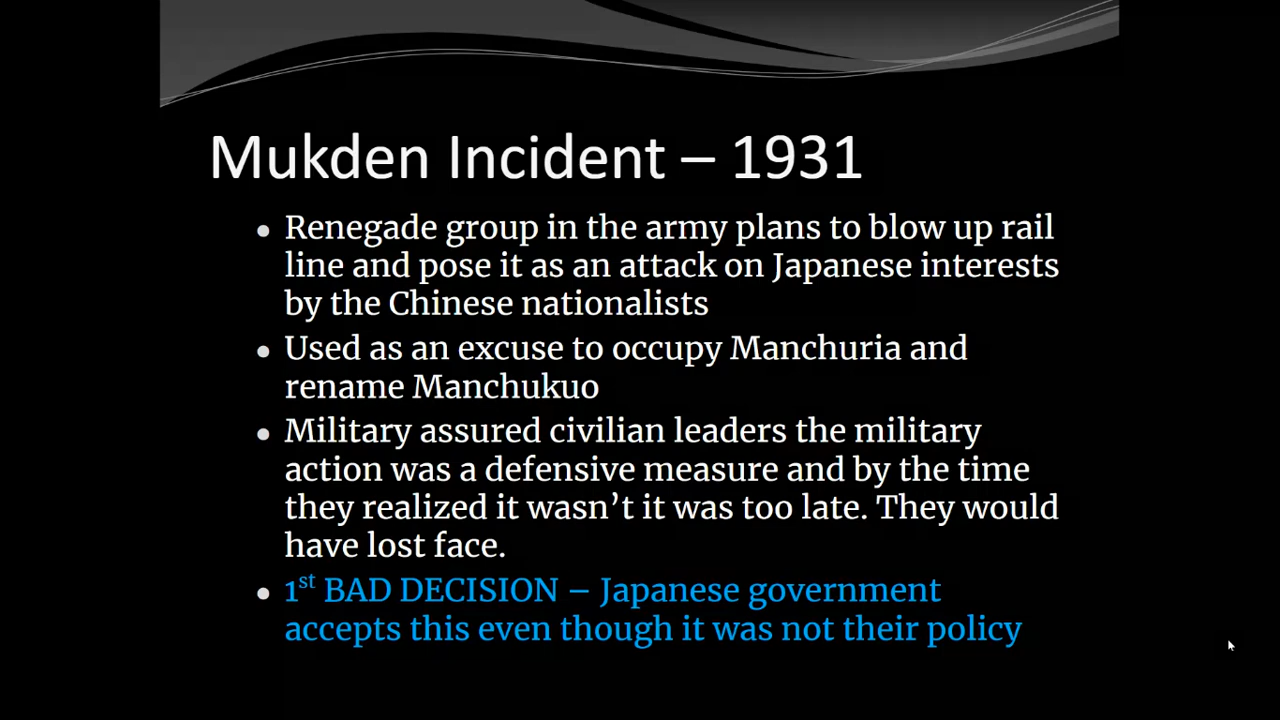 Mukden Incident – 1931
• Renegade group in the army plans to blow up rail
line and pose it as an attack on Japanese interests
by the Chinese nationalists
• Used as an excuse to occupy Manchuria and
rename Manchukuo
• Military assured civilian leaders the military
action was a defensive measure and by the time
they realized it wasn’t it was too late. They would
have lost face.
• 1st BAD DECISION – Japanese government
accepts this even though it was not their policy